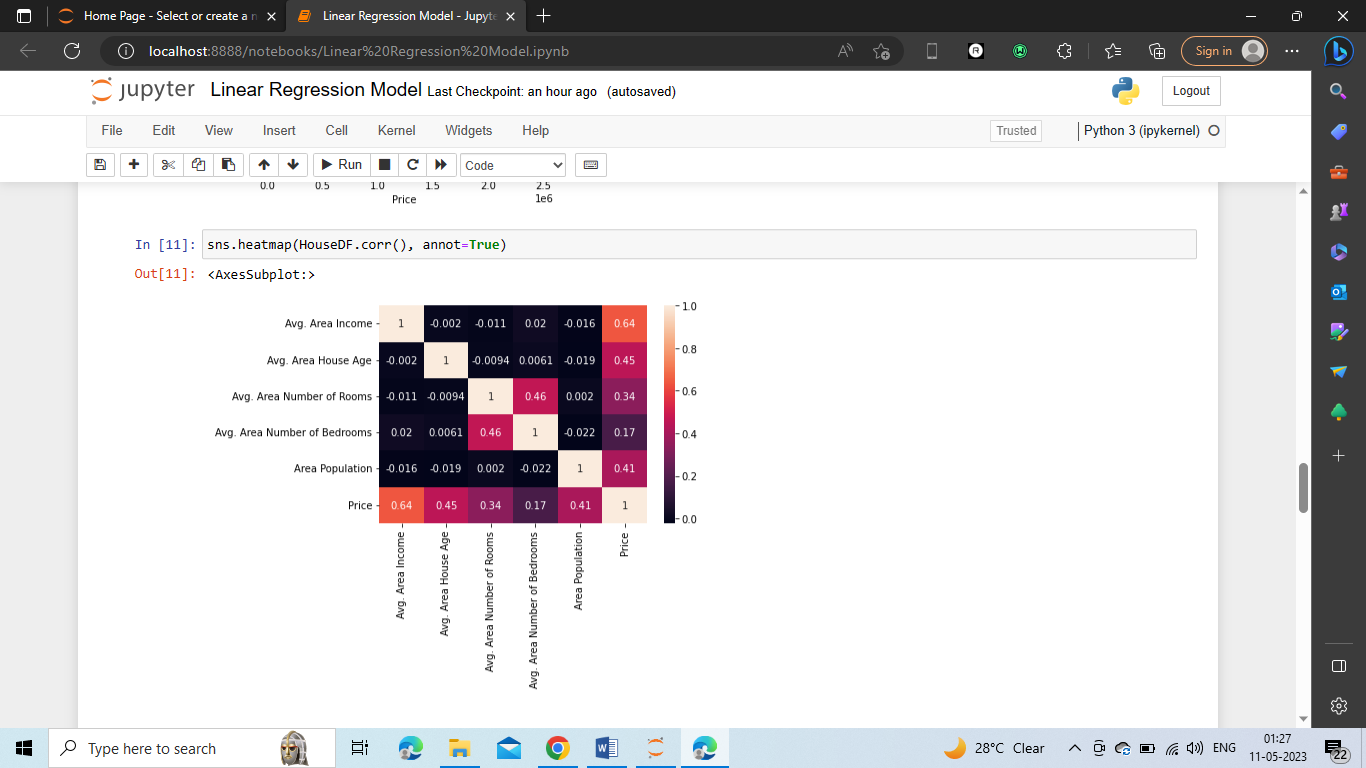 Home Page - Select or create a n
Linear Regression Model - Jupyte
localhost:8888/notebooks/Linear%20Regression%20Model.ipynb
Sign in
jupyter Linear Regression Model Last Checkpoint: an hour ago (autosaved)
Logout
File Edit View Insert Cell Kernel Widgets Help
Trusted
Python 3 (ipykernel)
Run
Code
0.0 0.5 1.0 1.5 2.0 2.5
Price
1e6
In [11]: sns.heatmap(HouseDF.corr(), annot=True)
Out[11]: <AxesSubplot:>
Avg. Area Income 1 -0.002 -0.011 0.02 -0.016 0.64
Avg. Area House Age -0.002 1 -0.0094 0.0061 -0.019 0.45
Avg. Area Number of Rooms -0.011 -0.0094 1 0.46 0.002 0.34
Avg. Area Number of Bedrooms 0.02 0.0061 0.46 1 -0.022 0.17
Area Population -0.016 -0.019 0.002 -0.022 1 0.41
Price 0.64 0.45 0.34 0.17 0.41 1
1.0
0.8
0.6
0.4
0.2
0.0
Avg. Area Income
Avg. Area House Age
Avg. Area Number of Rooms
Avg. Area Number of Bedrooms
Area Population
Price
Type here to search
28°C Clear
ENG
01:27
11-05-2023
22